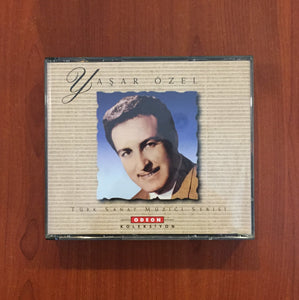 YAŞAR ÖZEL
TÜRK SANAT MÜZİĞİ SERİSİ
ODEON
KOLEKSİYON